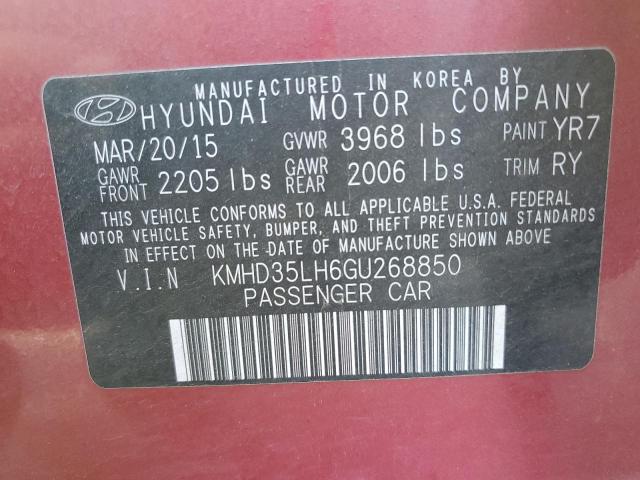 MANUFACTURED IN KOREA BY
HYUNDAI MOTOR COMPANY
MAR/20/15 GVWR 3968 lbs PAINT YR7
GAWR FRONT 2205 lbs GAWR REAR 2006 lbs TRIM RY
THIS VEHICLE CONFORMS TO ALL APPLICABLE U.S.A. FEDERAL
MOTOR VEHICLE SAFETY, BUMPER, AND THEFT PREVENTION STANDARDS
IN EFFECT ON THE DATE OF MANUFACTURE SHOWN ABOVE
V.I.N KMHD35LH6GU268850
PASSENGER CAR